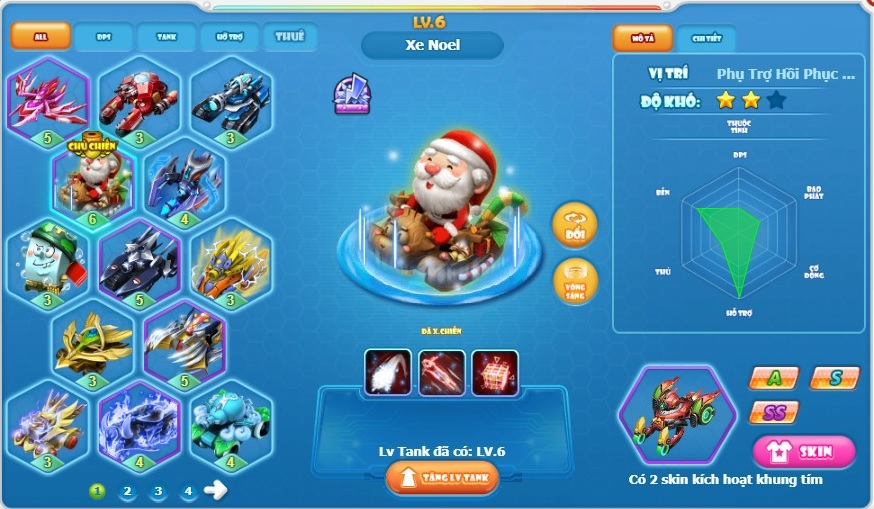 LV.6
Xe Noel
ALL
DPS
TANK
HỖ TRỢ
THUÊ
5
3
3
CHỦ CHIẾN
6
4
3
5
3
3
5
3
4
4
1
2
3
4
ĐỔI
VÒNG
SÁNG
ĐÃ X.CHIẾN
Lv Tank đã có: LV.6
TĂNG LV TANK
MÔ TẢ
CHI TIẾT
VỊ TRÍ
Phụ Trợ Hồi Phục ...
ĐỘ KHÓ:
THUỘC
TÍNH
DPS
BẠO
PHÁT
CƠ
ĐỘNG
HỖ TRỢ
THỦ
BỀN
A
S
SS
SKIN
Có 2 skin kích hoạt khung tím